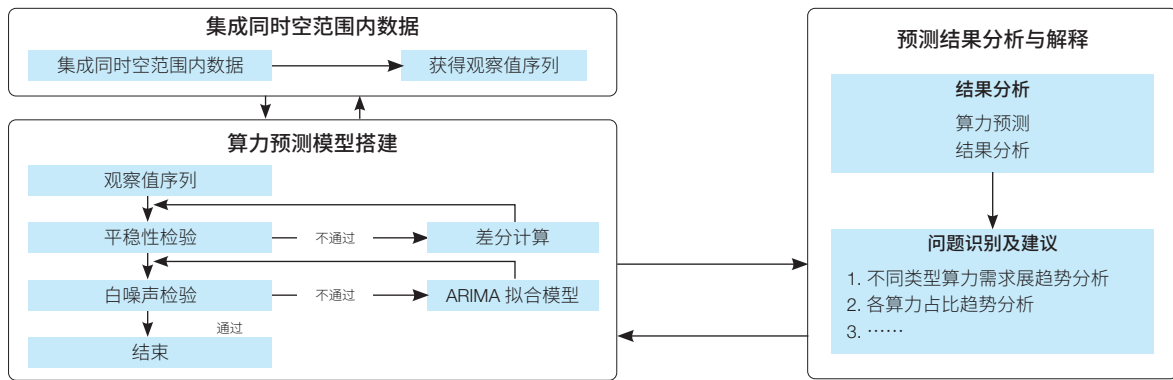 集成同时空范围内数据
集成同时空范围内数据
获得观察值序列
算力预测模型搭建
观察值序列
平稳性检验
不通过
差分计算
白噪声检验
不通过
ARIMA 拟合模型
通过
结束
预测结果分析与解释
结果分析
算力预测
结果分析
问题识别及建议
1. 不同类型算力需求展趋势分析
2. 各算力占比趋势分析
3. ……